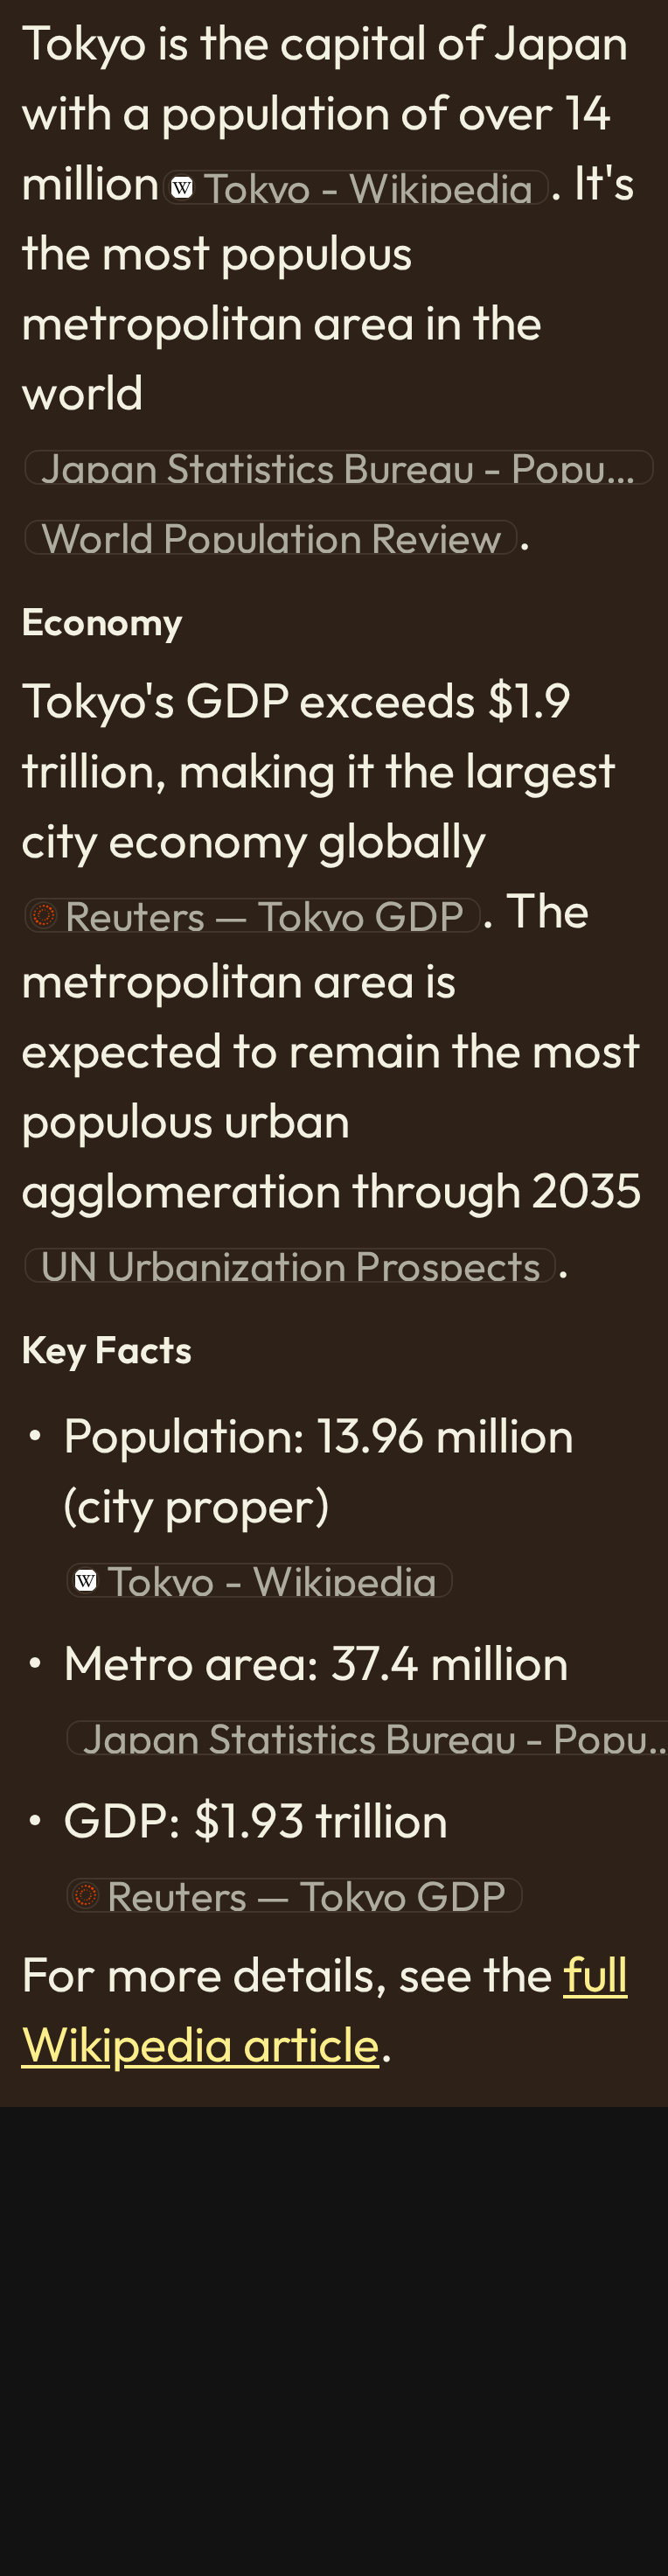 Tokyo is the capital of Japan
with a population of over 14
million W Tokyo - Wikipedia. It's
the most populous
metropolitan area in the
world
Japan Statistics Bureau - Popu...
World Population Review.
Economy
Tokyo's GDP exceeds $1.9
trillion, making it the largest
city economy globally
Reuters — Tokyo GDP. The
metropolitan area is
expected to remain the most
populous urban
agglomeration through 2035
UN Urbanization Prospects.
Key Facts
• Population: 13.96 million
(city proper)
W Tokyo - Wikipedia
• Metro area: 37.4 million
Japan Statistics Bureau - Popu...
• GDP: $1.93 trillion
Reuters — Tokyo GDP
For more details, see the full
Wikipedia article.